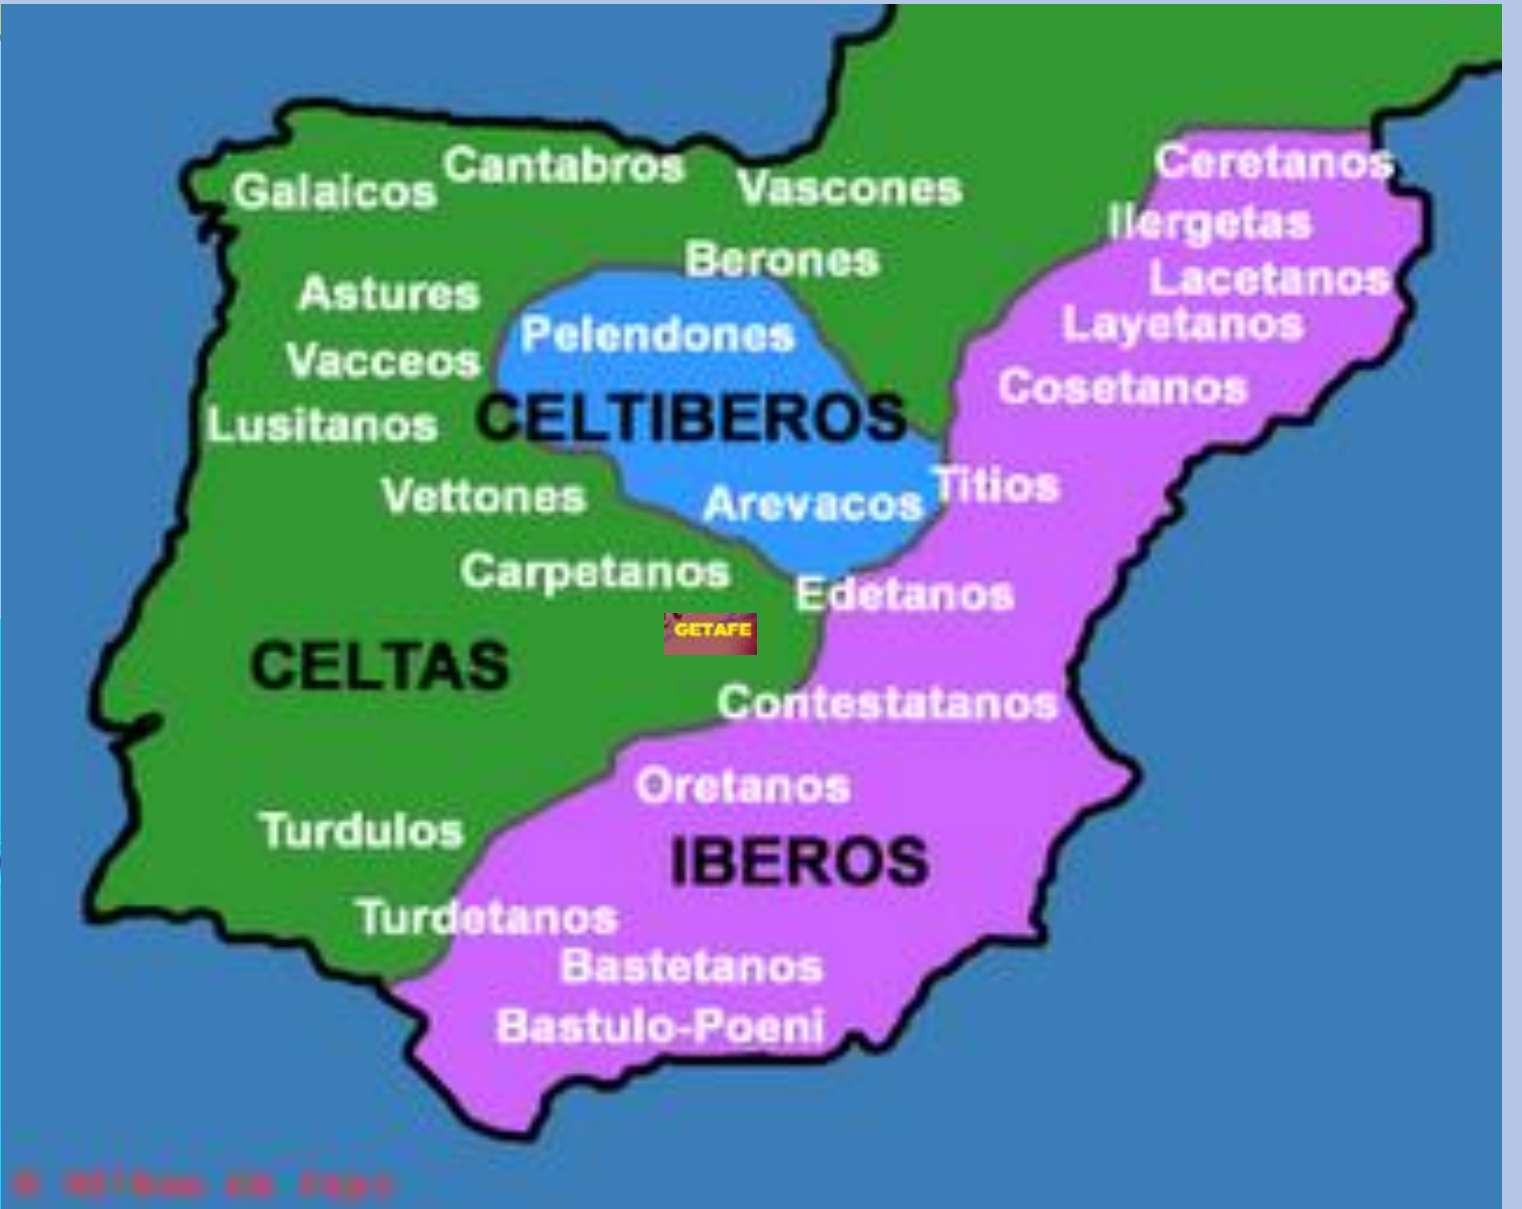 Ceretanos
Cantabros
Galaicos
Vascones
Ilergetas
Berones
Lacetanos
Astures
Layetanos
Pelendones
Vacceos
Cosetanos
CELTIBEROS
Lusitanos
Titios
Vettones
Arevacos
Carpetanos
Edetanos
GETAFE
CELTAS
Contestatanos
Oretanos
Turdulos
IBEROS
Turdetanos
Bastetanos
Bastulo-Poeni